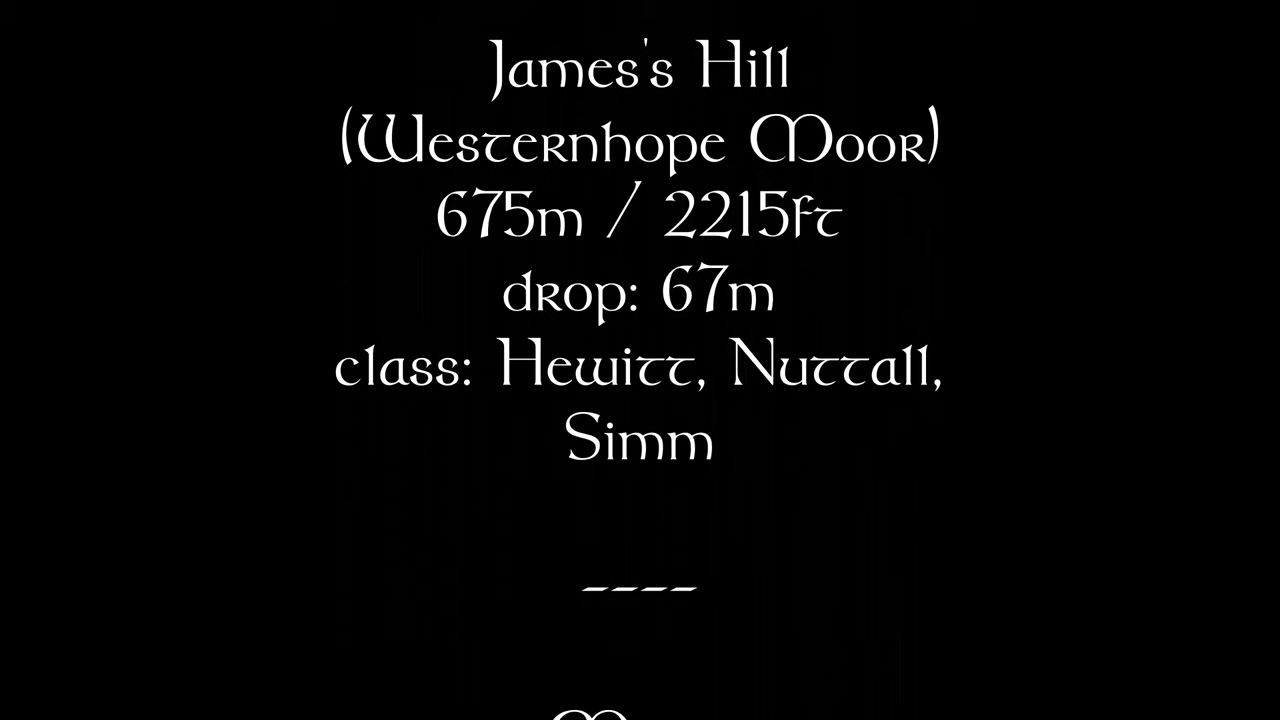 James's Hill
(Westernhope Moor)
675m / 2215ft
drop: 67m
class: Hewitt, Nuttall,
Simm
----